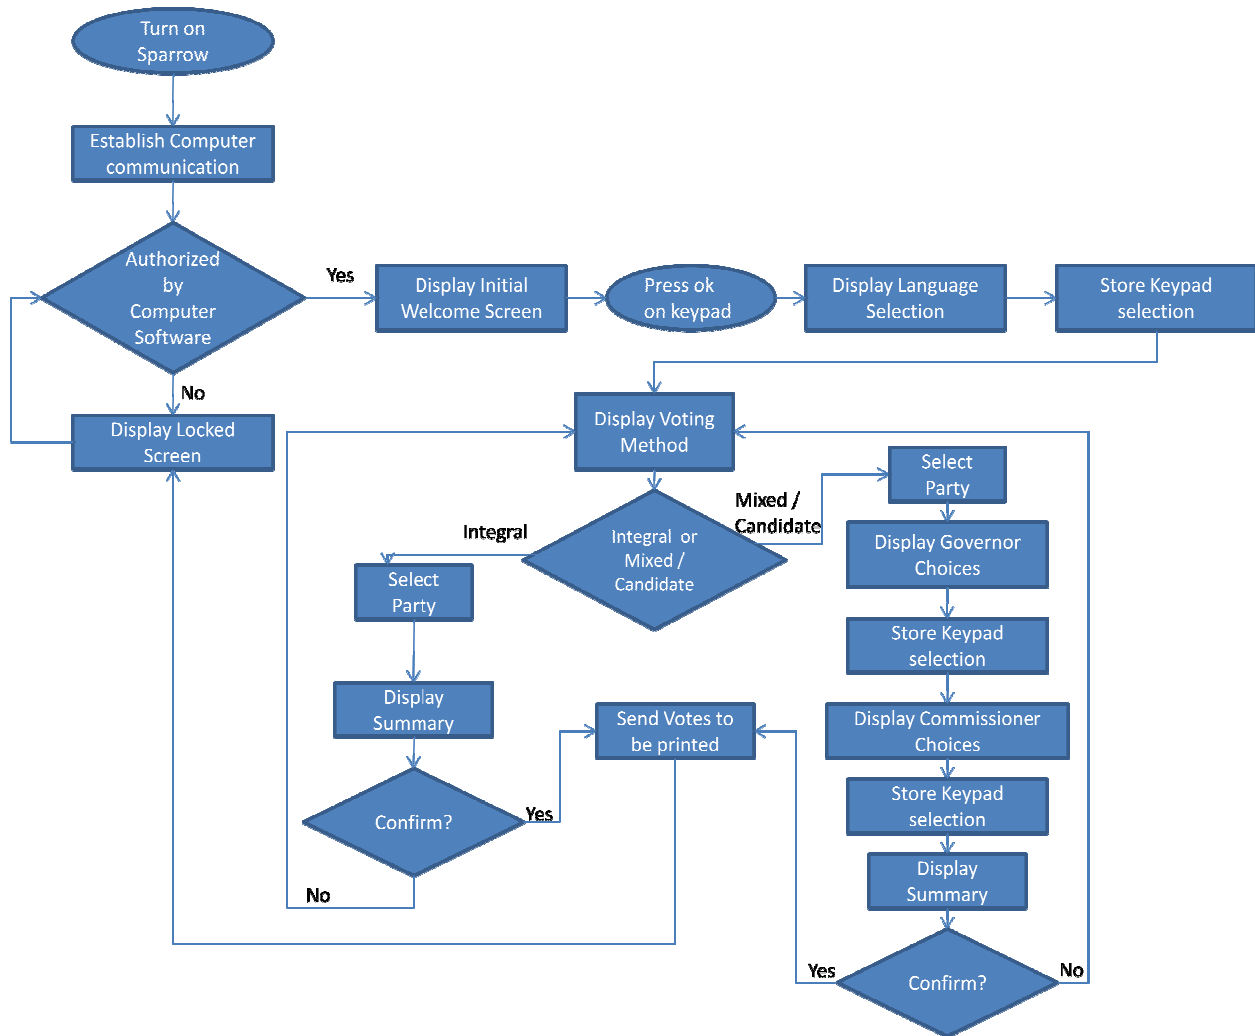 Turn on
Sparrow
Establish Computer
communication
Authorized
by
Computer
Software
Yes
No
Display Locked
Screen
Display Initial
Welcome Screen
Press ok
on keypad
Display Language
Selection
Store Keypad
selection
Display Voting
Method
Integral or
Mixed /
Candidate
Integral
Select
Party
Display
Summary
Confirm?
Yes
No
Send Votes to
be printed
Mixed /
Candidate
Select
Party
Display Governor
Choices
Store Keypad
selection
Display Commissioner
Choices
Store Keypad
selection
Display
Summary
Confirm?
Yes
No